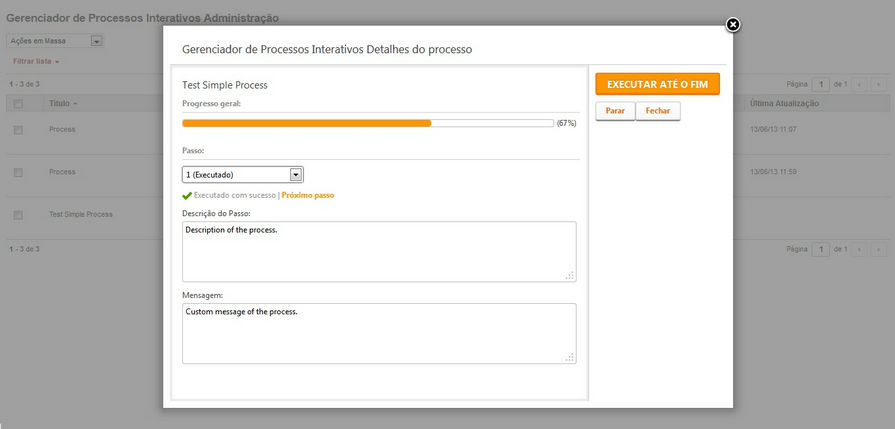 Gerenciador de Processos Interativos Administração
Ações em Massa
Filtrar lista
1 - 3 de 3
Página 1 de 1
Título
Última Atualização
Process
13/06/13 11:07
Process
13/06/13 11:59
Test Simple Process
1 - 3 de 3
Página 1 de 1
Gerenciador de Processos Interativos Detalhes do processo
Test Simple Process
Progresso geral:
(67%)
Passo:
1 (Executado)
Executado com sucesso | Próximo passo
Descrição do Passo:
Description of the process.
Mensagem:
Custom message of the process.
EXECUTAR ATÉ O FIM
Parar
Fechar